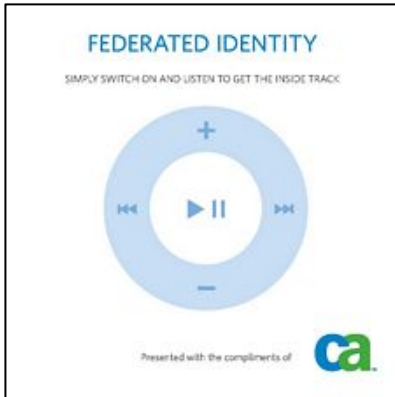 FEDERATED IDENTITY
SIMPLY SWITCH ON AND LISTEN TO GET THE INSIDE TRACK
Presented with the compliments of
ca